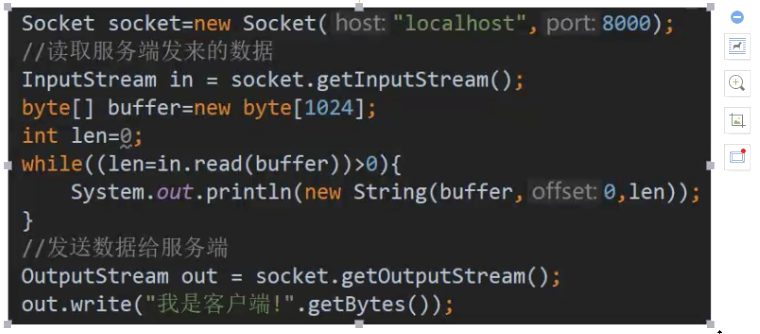 Socket socket=new Socket( host: "localhost", port: 8000);
//读取服务端发来的数据
InputStream in = socket.getInputStream();
byte[] buffer=new byte[1024];
int len=0;
while((len=in.read(buffer))>0){
    System.out.println(new String(buffer, offset: 0,len));
}
//发送数据给服务端
OutputStream out = socket.getOutputStream();
out.write("我是客户端!".getBytes());